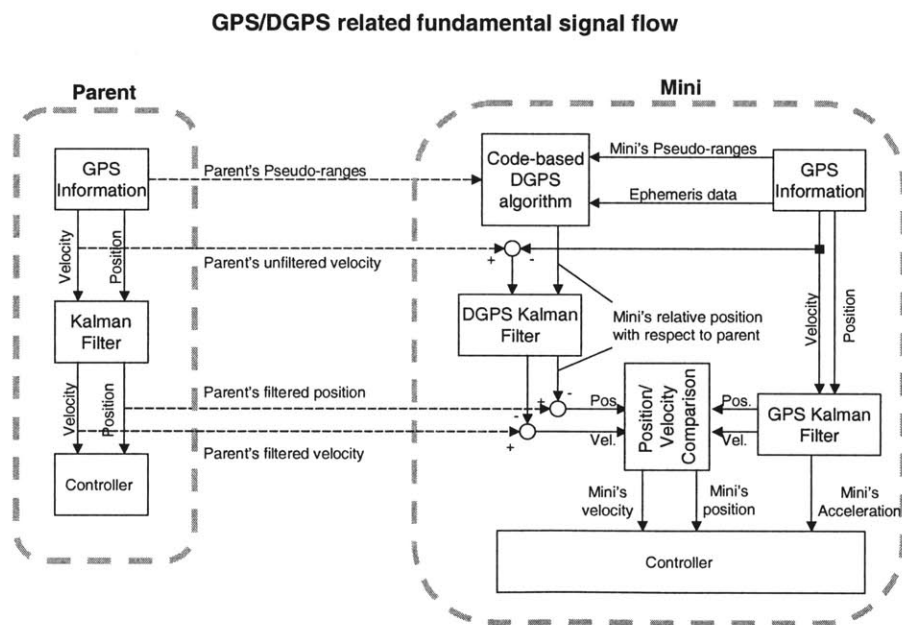 GPS/DGPS related fundamental signal flow
Parent
Mini
GPS
Information
Parent's Pseudo-ranges
Code-based
DGPS
algorithm
Mini's Pseudo-ranges
Ephemeris data
GPS
Information
Velocity
Position
Parent's unfiltered velocity
+
-
Kalman
Filter
DGPS Kalman
Filter
Mini's relative position
with respect to parent
Velocity
Position
Velocity
Position
Parent's filtered position
+
-
Pos.
Position/
Velocity
Comparison
Pos.
GPS Kalman
Filter
-
+
Vel.
Vel.
Parent's filtered velocity
Controller
Mini's
velocity
Mini's
position
Mini's
Acceleration
Controller